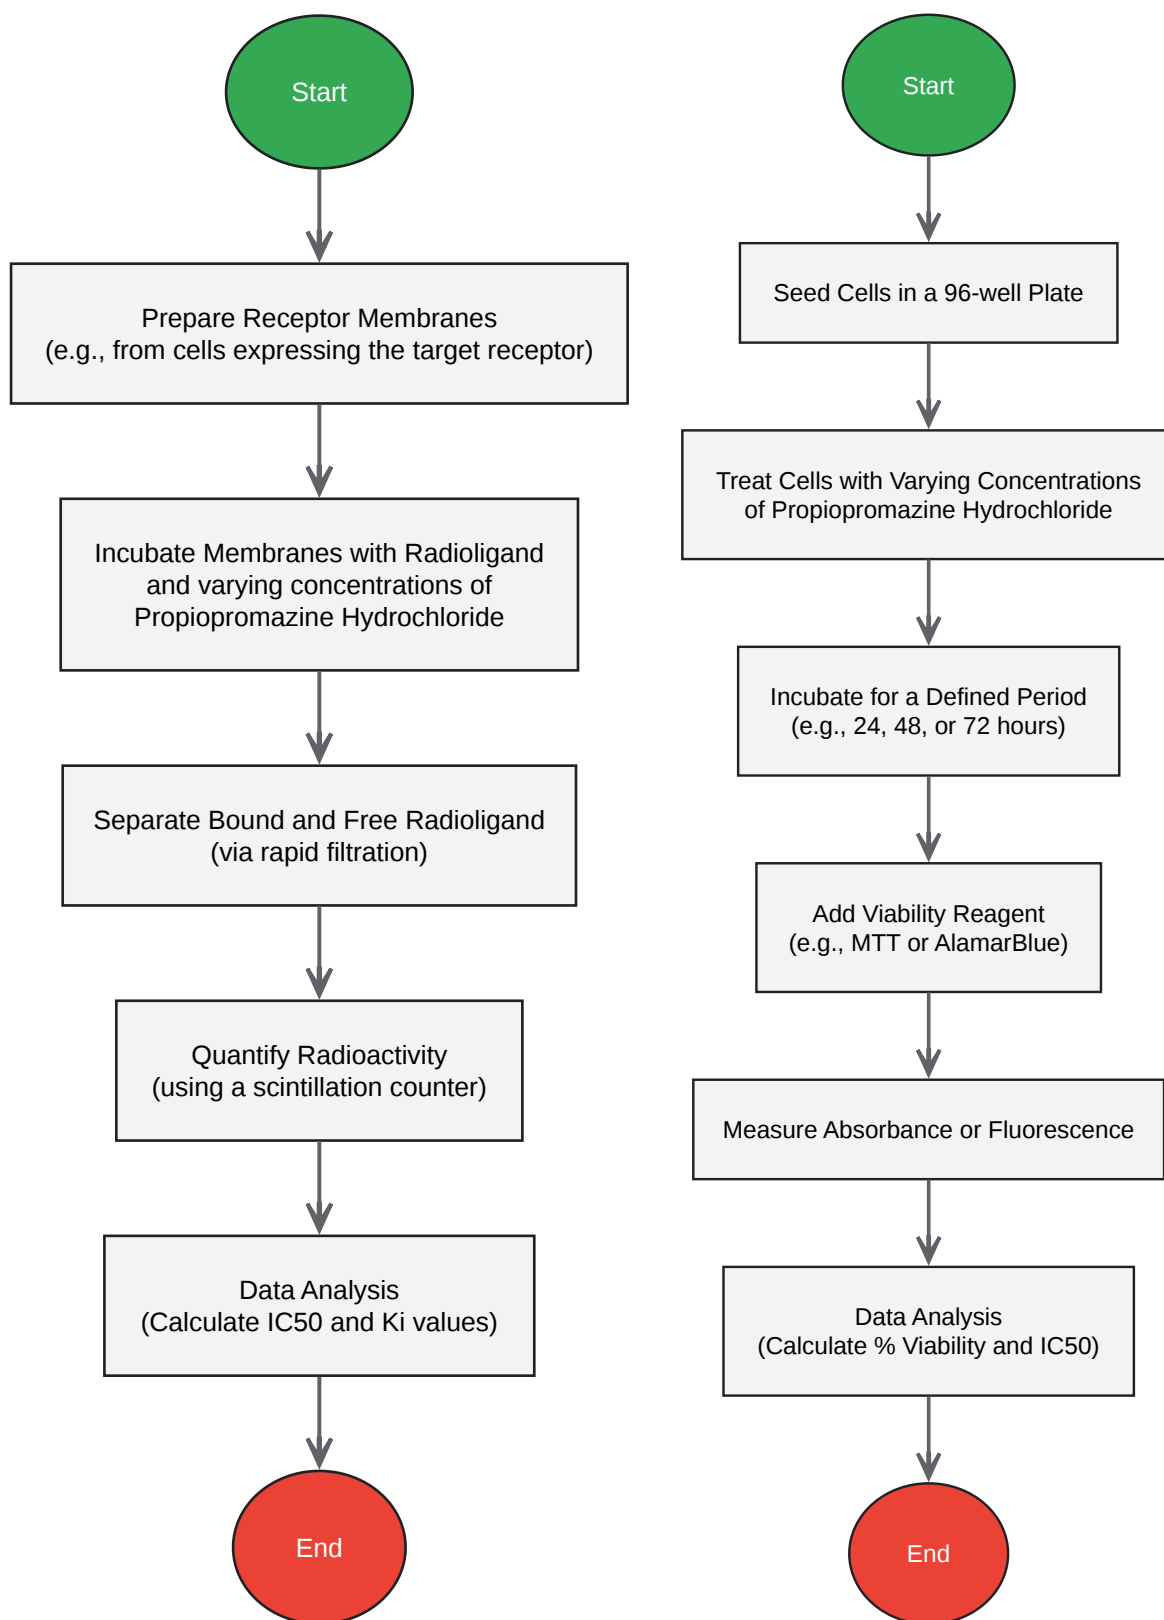 Start
Prepare Receptor Membranes
(e.g., from cells expressing the target receptor)
Incubate Membranes with Radioligand
and varying concentrations of
Propiopromazine Hydrochloride
Separate Bound and Free Radioligand
(via rapid filtration)
Quantify Radioactivity
(using a scintillation counter)
Data Analysis
(Calculate IC50 and Ki values)
End
Start
Seed Cells in a 96-well Plate
Treat Cells with Varying Concentrations
of Propiopromazine Hydrochloride
Incubate for a Defined Period
(e.g., 24, 48, or 72 hours)
Add Viability Reagent
(e.g., MTT or AlamarBlue)
Measure Absorbance or Fluorescence
Data Analysis
(Calculate % Viability and IC50)
End